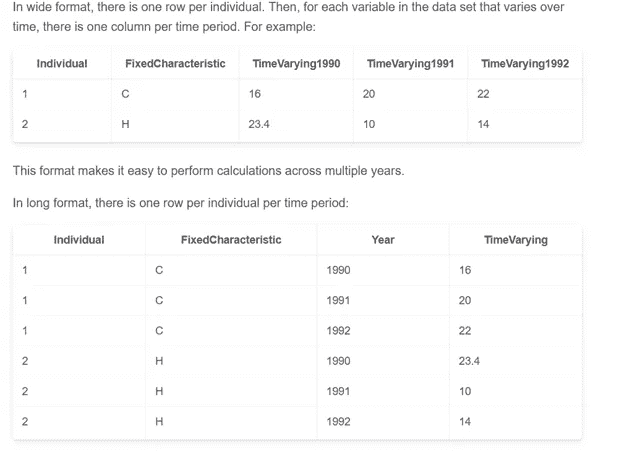 In wide format, there is one row per individual. Then, for each variable in the data set that varies over
time, there is one column per time period. For example:
Individual FixedCharacteristic TimeVarying1990 TimeVarying1991 TimeVarying1992
1 C 16 20 22
2 H 23.4 10 14
This format makes it easy to perform calculations across multiple years.
In long format, there is one row per individual per time period:
Individual FixedCharacteristic Year TimeVarying
1 C 1990 16
1 C 1991 20
1 C 1992 22
2 H 1990 23.4
2 H 1991 10
2 H 1992 14